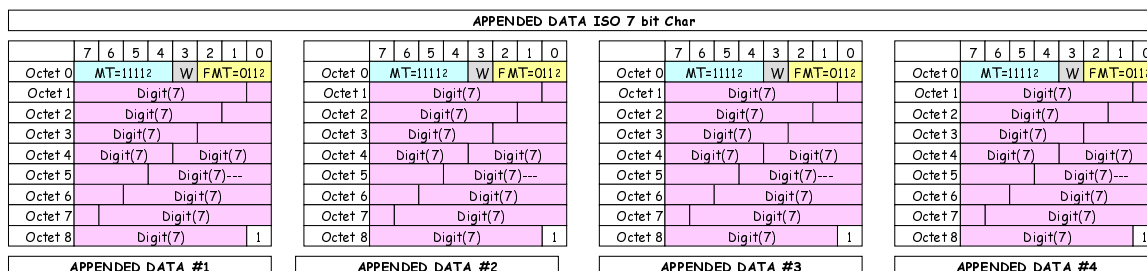 APPENDED DATA ISO 7 bit Char
7 6 5 4 3 2 1 0 7 6 5 4 3 2 1 0 7 6 5 4 3 2 1 0 7 6 5 4 3 2 1 0
Octet 0 MT=11112 W FMT=0112 Octet 0 MT=11112 W FMT=0112 Octet 0 MT=11112 W FMT=0112 Octet 0 MT=11112 W FMT=0112
Octet 1 Digit(7) Octet 1 Digit(7) Octet 1 Digit(7) Octet 1 Digit(7)
Octet 2 Digit(7) Octet 2 Digit(7) Octet 2 Digit(7) Octet 2 Digit(7)
Octet 3 Digit(7) Octet 3 Digit(7) Octet 3 Digit(7) Octet 3 Digit(7)
Octet 4 Digit(7) Digit(7) Octet 4 Digit(7) Digit(7) Octet 4 Digit(7) Digit(7) Octet 4 Digit(7) Digit(7)
Octet 5 Digit(7)--- Octet 5 Digit(7)--- Octet 5 Digit(7)--- Octet 5 Digit(7)---
Octet 6 Digit(7) Octet 6 Digit(7) Octet 6 Digit(7) Octet 6 Digit(7)
Octet 7 Digit(7) Octet 7 Digit(7) Octet 7 Digit(7) Octet 7 Digit(7)
Octet 8 Digit(7) 1 Octet 8 Digit(7) 1 Octet 8 Digit(7) 1 Octet 8 Digit(7) 1
APPENDED DATA #1 APPENDED DATA #2 APPENDED DATA #3 APPENDED DATA #4